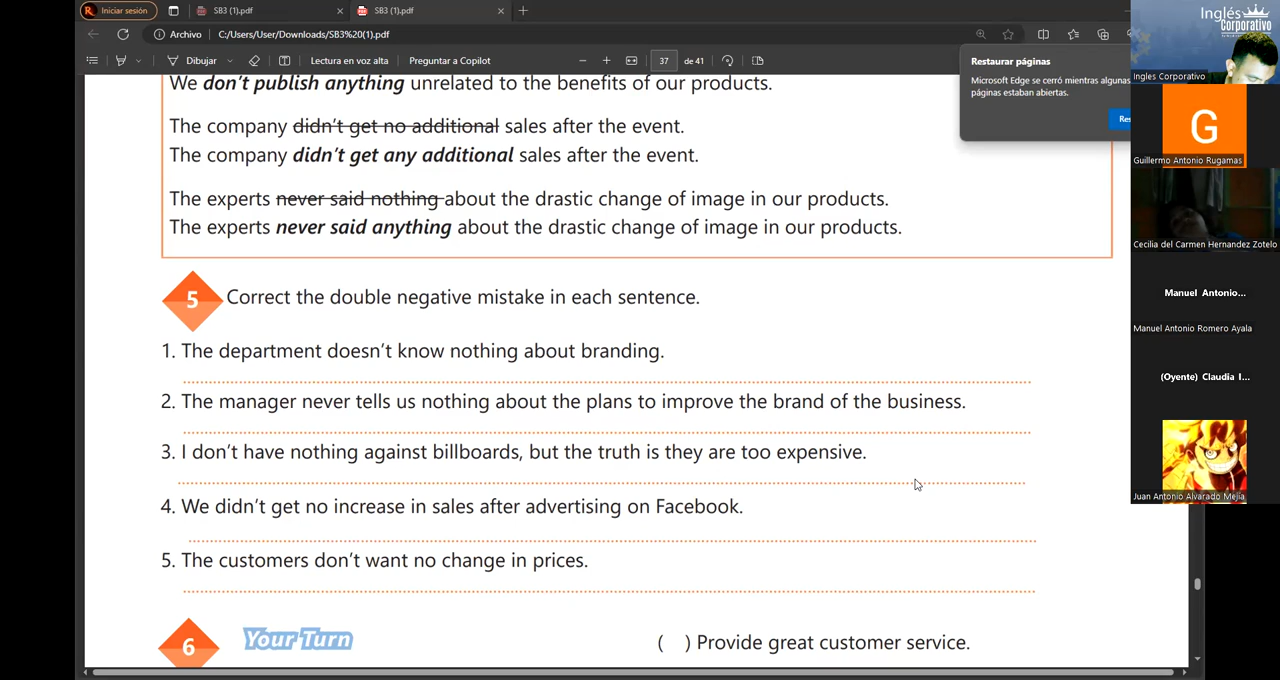 Iniciar sesión
SB3 (1).pdf
SB3 (1).pdf
Archivo
C:/Users/User/Downloads/SB3%20(1).pdf
Dibujar
Lectura en voz alta
Preguntar a Copilot
37
de 41
Restaurar páginas
Microsoft Edge se cerró mientras algunas
páginas estaban abiertas.
Res
We don't publish anything unrelated to the benefits of our products.
The company didn't get no additional sales after the event.
The company didn't get any additional sales after the event.
The experts never said nothing about the drastic change of image in our products.
The experts never said anything about the drastic change of image in our products.
5
Correct the double negative mistake in each sentence.
1. The department doesn't know nothing about branding.
2. The manager never tells us nothing about the plans to improve the brand of the business.
3. I don't have nothing against billboards, but the truth is they are too expensive.
4. We didn't get no increase in sales after advertising on Facebook.
5. The customers don't want no change in prices.
6
Your Turn
( ) Provide great customer service.
Inglés
Corporativo
Ingles Corporativo
G
Guillermo Antonio Rugamas
Cecilia del Carmen Hernandez Zotelo
Manuel Antonio...
Manuel Antonio Romero Ayala
(Oyente) Claudia I...
Juan Antonio Alvarado Mejía